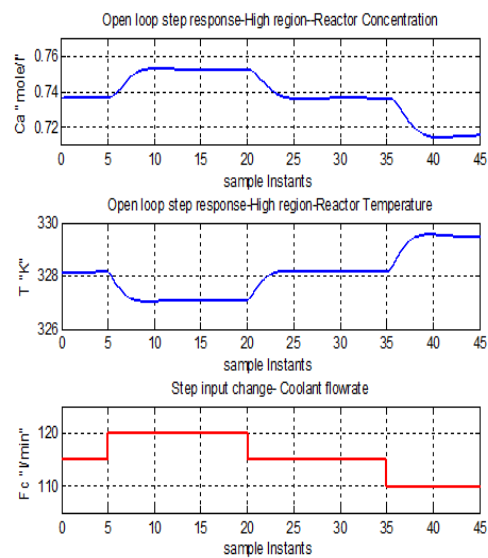 Open loop step response-High region--Reactor Concentration
Ca "mole/l"
0.76
0.74
0.72
0 5 10 15 20 25 30 35 40 45
sample Instants
Open loop step response-High region-Reactor Temperature
T "K"
330
328
326
0 5 10 15 20 25 30 35 40 45
sample Instants
Step input change- Coolant flowrate
Fc "l/min"
120
110
0 5 10 15 20 25 30 35 40 45
sample Instants